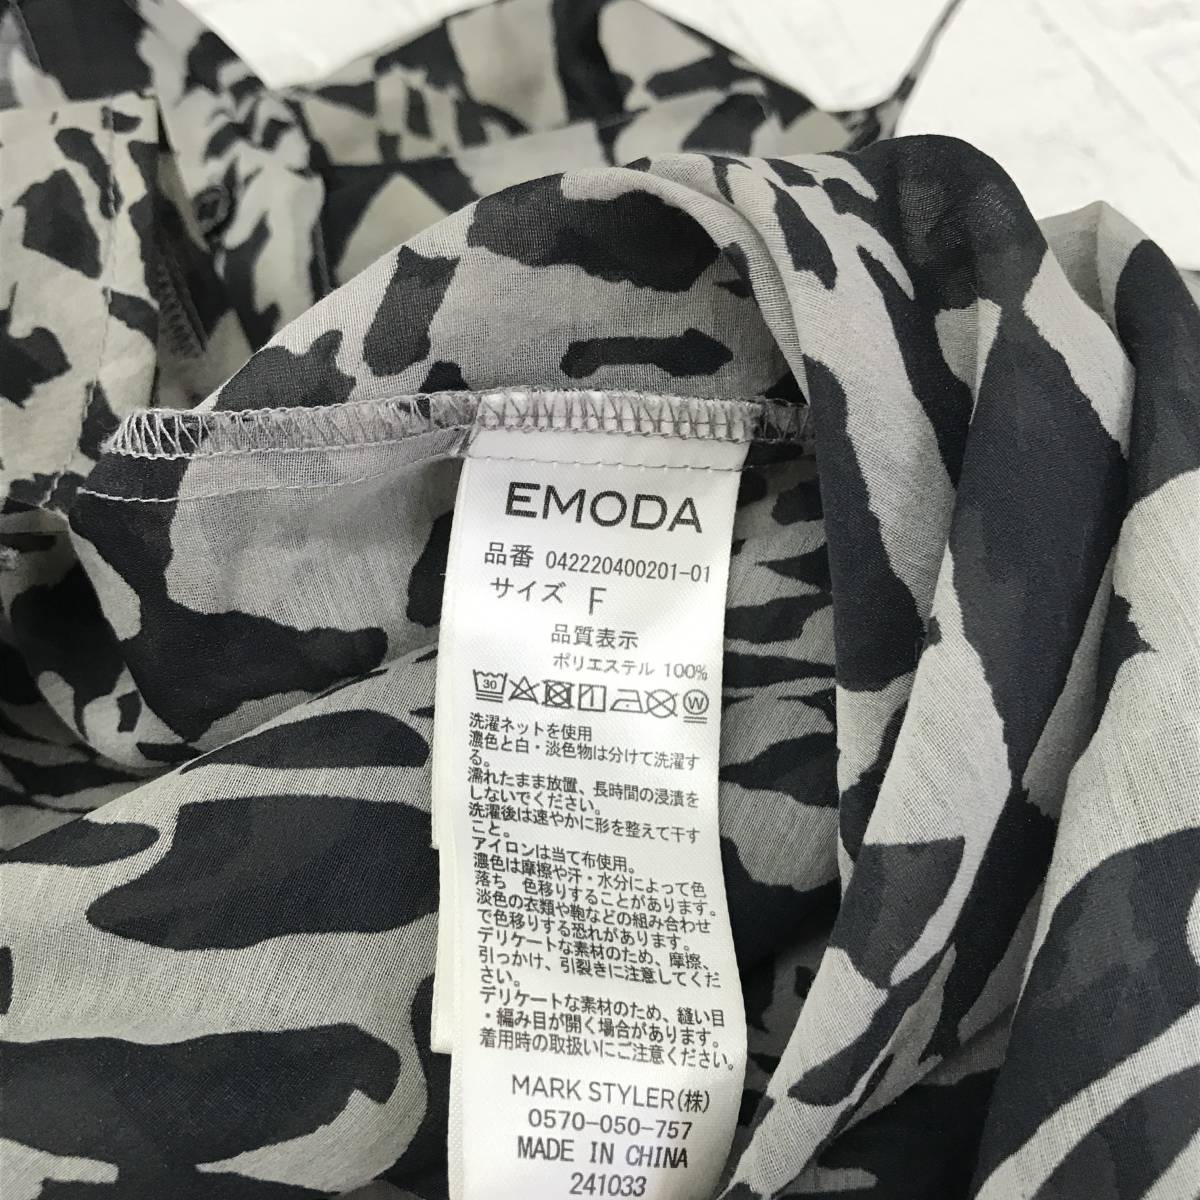 EMODA
品番 042220400201-01
サイズ F
品質表示
ポリエステル 100%
30
W
洗濯ネットを使用
濃色と白・淡色物は分けて洗濯す
る。
濡れたまま放置、長時間の浸漬を
しないでください。
洗濯後は速やかに形を整えて干す
こと。
アイロンは当て布使用。
濃色は摩擦や汗・水分によって色
落ち 色移りすることがあります。
淡色の衣類や鞄などの組み合わせ
で色移りする恐れがあります。
デリケートな素材のため、摩擦、
引っかけ、引裂きに注意してくだ
さい。
デリケートな素材のため、縫い目
・編み目が開く場合があります。
着用時の取扱いにご注意ください。
MARK STYLER(株)
0570-050-757
MADE IN CHINA
241033